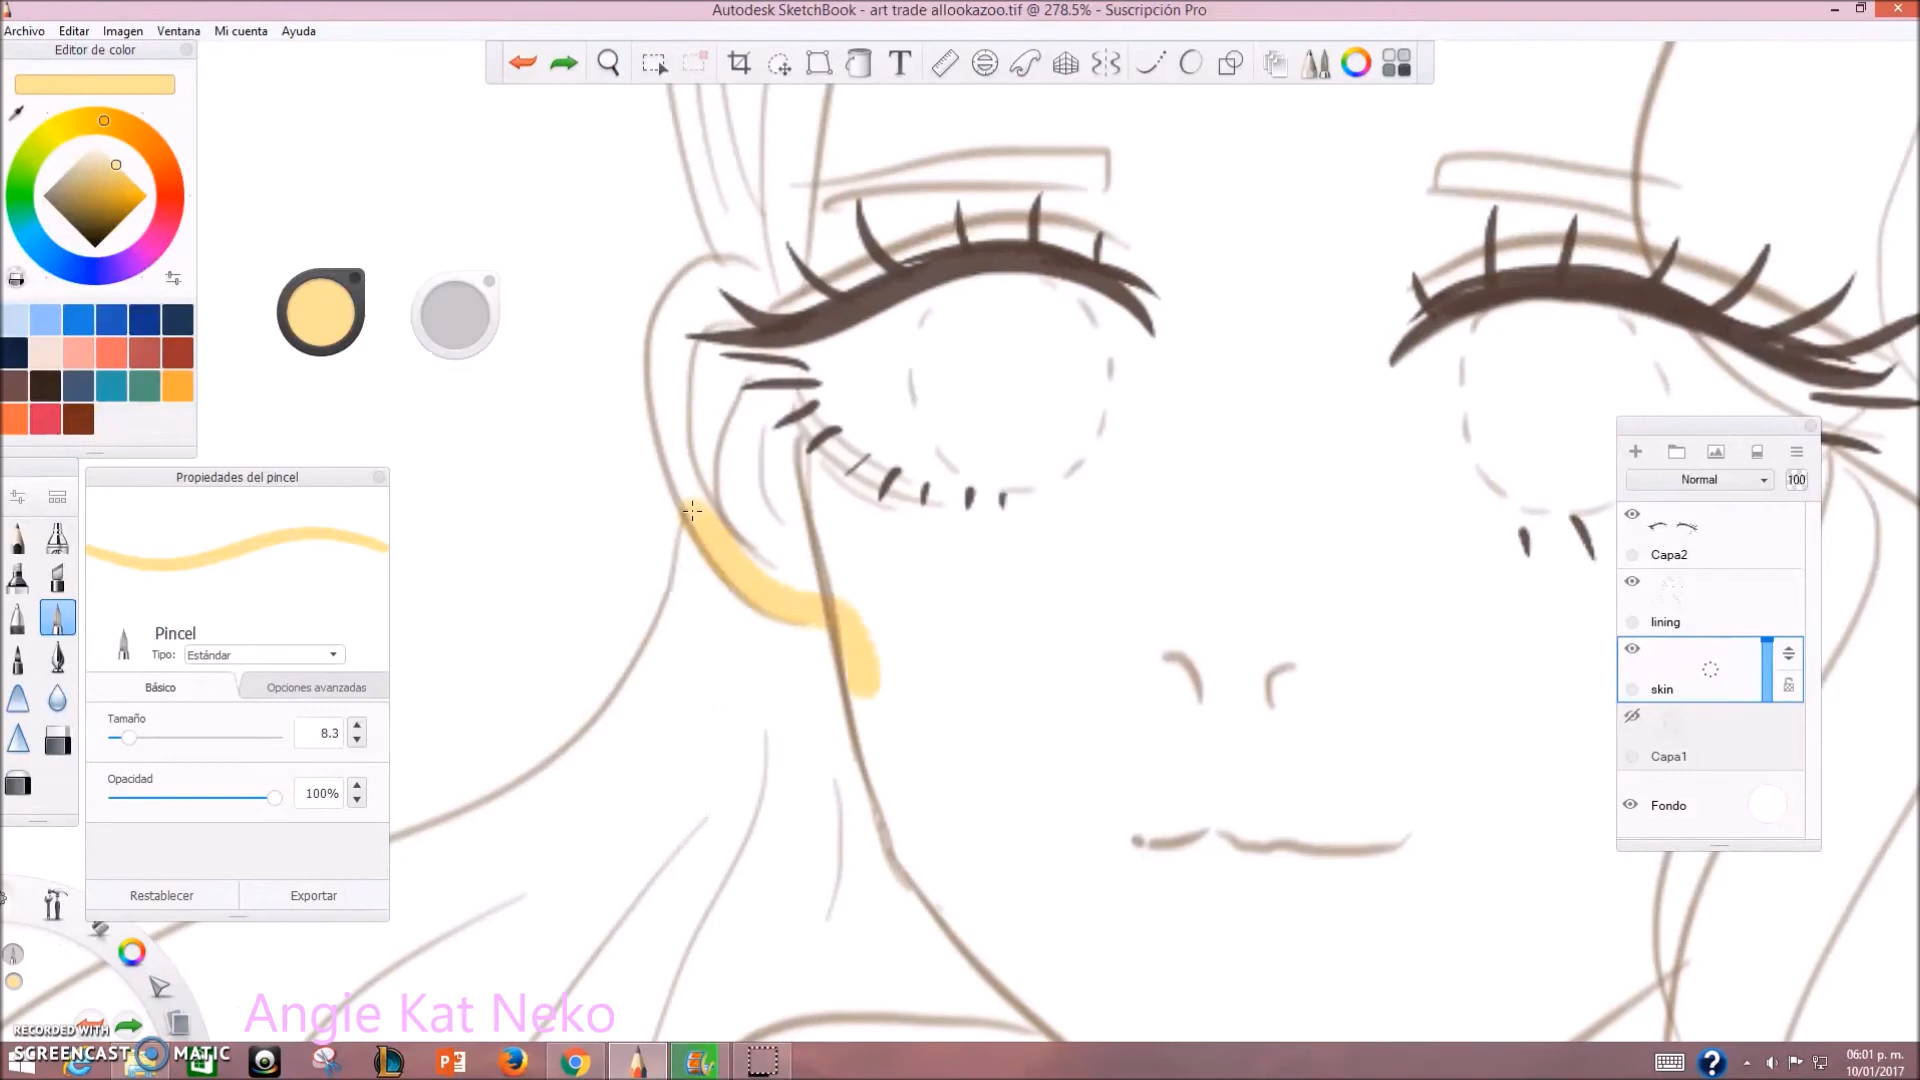 Autodesk SketchBook - art trade allookazoo.tif @ 278.5% - Suscripción Pro
Archivo Editar Imagen Ventana Mi cuenta Ayuda
Editor de color
Propiedades del pincel
Pincel
Tipo: Estándar
Básico Opciones avanzadas
Tamaño
8.3
Opacidad
100%
Restablecer Exportar
Normal 100
Capa2
lining
skin
Capa1
Fondo
Angie Kat Neko
RECORDED WITH
SCREENCAST MATIC
06:01 p. m.
10/01/2017